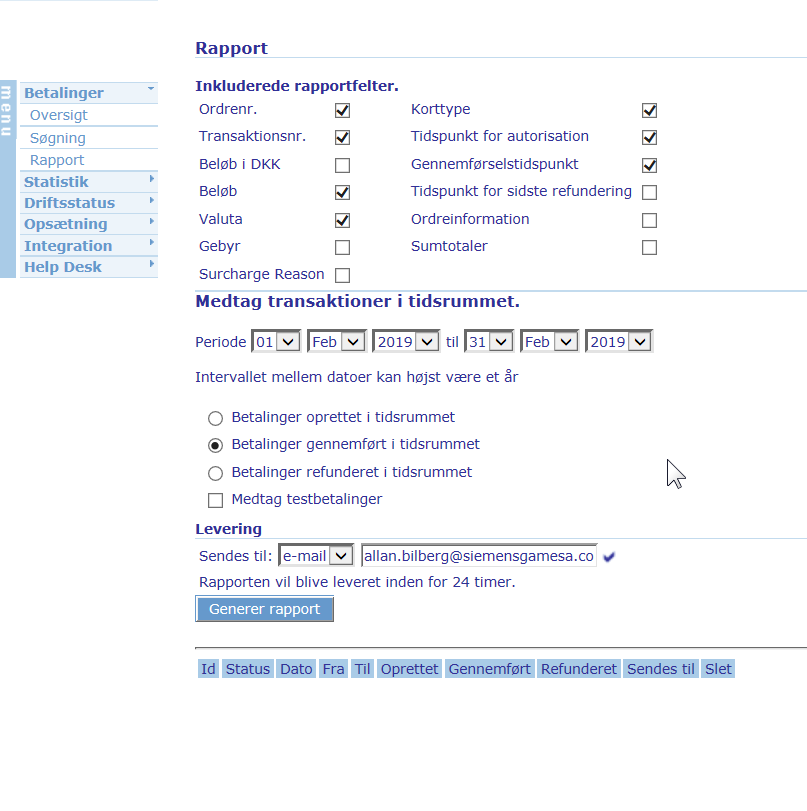 Rapport
menu
Betalinger
Oversigt
Søgning
Rapport
Statistik
Driftsstatus
Opsætning
Integration
Help Desk
Inkluderede rapportfelter.
Ordrenr. Korttype
Transaktionsnr. Tidspunkt for autorisation
Beløb i DKK Gennemførselstidspunkt
Beløb Tidspunkt for sidste refundering
Valuta Ordreinformation
Gebyr Sumtotaler
Surcharge Reason
Medtag transaktioner i tidsrummet.
Periode 01 Feb 2019 til 31 Feb 2019
Intervallet mellem datoer kan højst være et år
Betalinger oprettet i tidsrummet
Betalinger gennemført i tidsrummet
Betalinger refunderet i tidsrummet
Medtag testbetalinger
Levering
Sendes til: e-mail allan.bilberg@siemensgamesa.co
Rapporten vil blive leveret inden for 24 timer.
Generer rapport
Id Status Dato Fra Til Oprettet Gennemført Refunderet Sendes til Slet